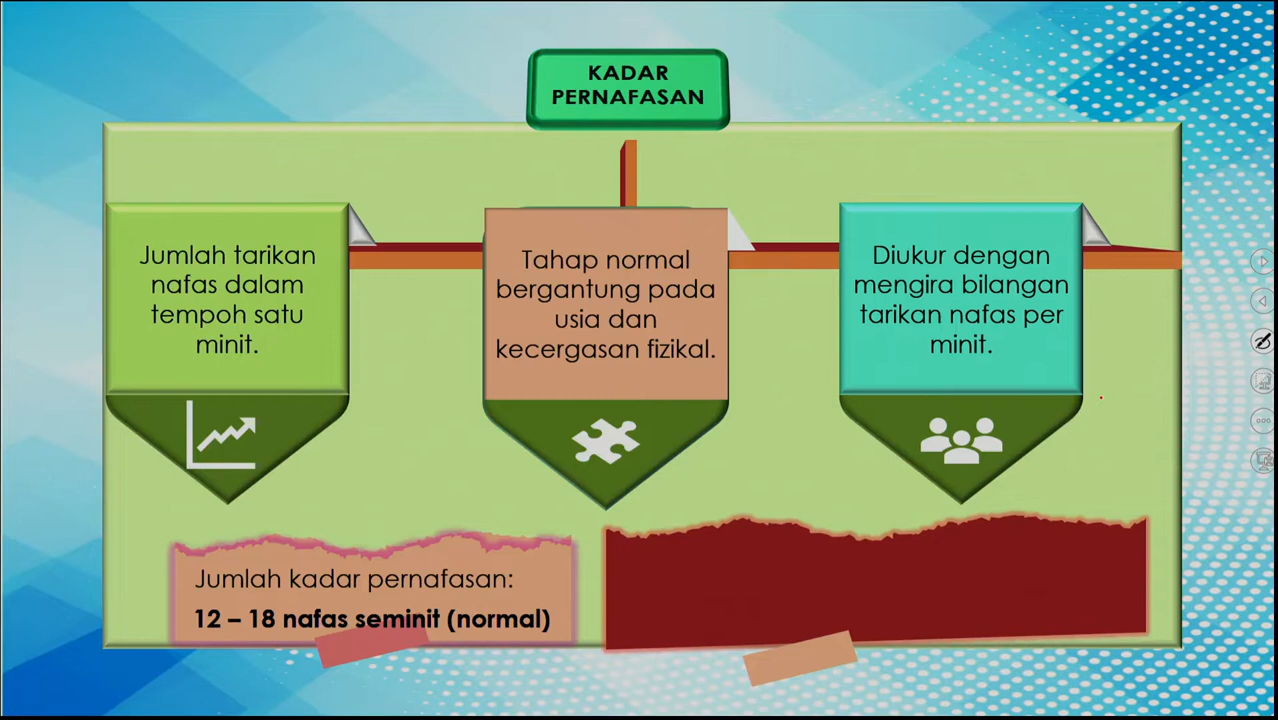 KADAR
PERNAFASAN
Jumlah tarikan
nafas dalam
tempoh satu
minit.
Tahap normal
bergantung pada
usia dan
kecergasan fizikal.
Diukur dengan
mengira bilangan
tarikan nafas per
minit.
Jumlah kadar pernafasan:
12 – 18 nafas seminit (normal)